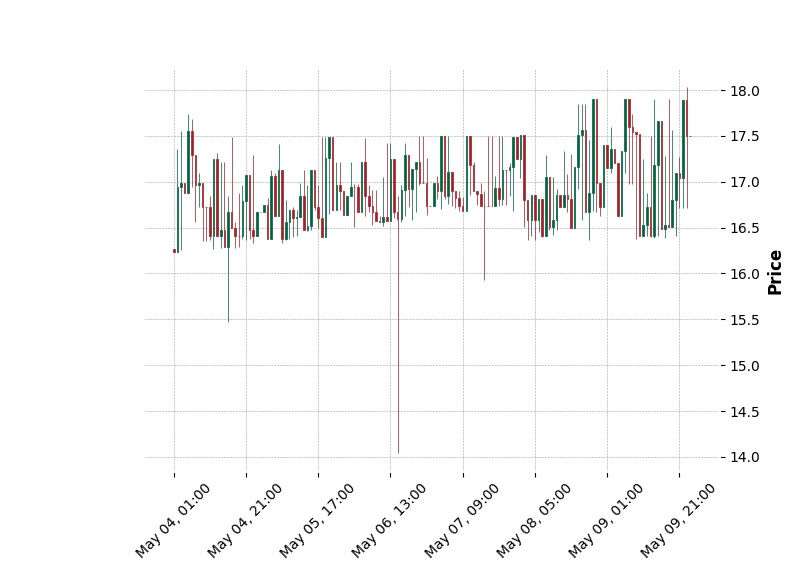 18.0
17.5
17.0
16.5
16.0
15.5
15.0
14.5
14.0
Price
May 04, 01:00
May 04, 21:00
May 05, 17:00
May 06, 13:00
May 07, 09:00
May 08, 05:00
May 09, 01:00
May 09, 21:00